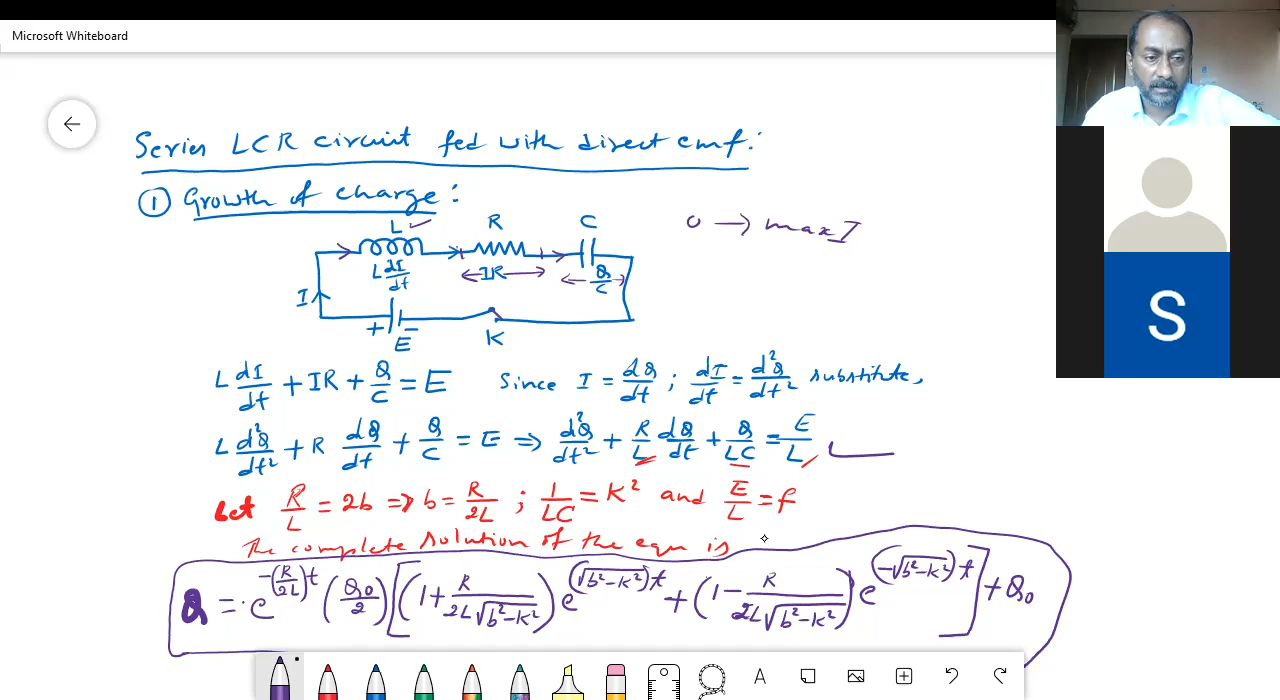 Microsoft Whiteboard
Series LCR circuit fed with direct emf:
① Growth of charge:
L R C 0 → max I
L dI/dt IR Q/C
I
+ E - K
L dI/dt + IR + Q/C = E Since I = dQ/dt ; dI/dt = d²Q/dt² substitute,
L d²Q/dt² + R dQ/dt + Q/C = E ⇒ d²Q/dt² + R/L dQ/dt + Q/LC = E/L
Let R/L = 2b ⇒ b = R/2L ; 1/LC = K² and E/L = f
The complete solution of the equn is
Q = e^(-(R/2L)t) (Q₀/2) [(1 + R/2L√(b²-K²)) e^((√b²-K²)t) + (1 - R/2L√(b²-K²)) e^((-√b²-K²)t)] + Q₀
S
A